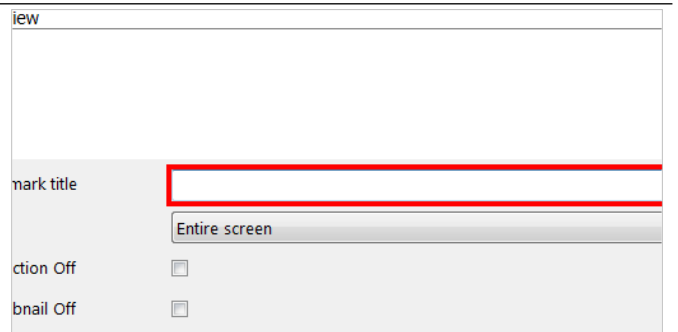 iew
mark title
Entire screen
ction Off
bnail Off